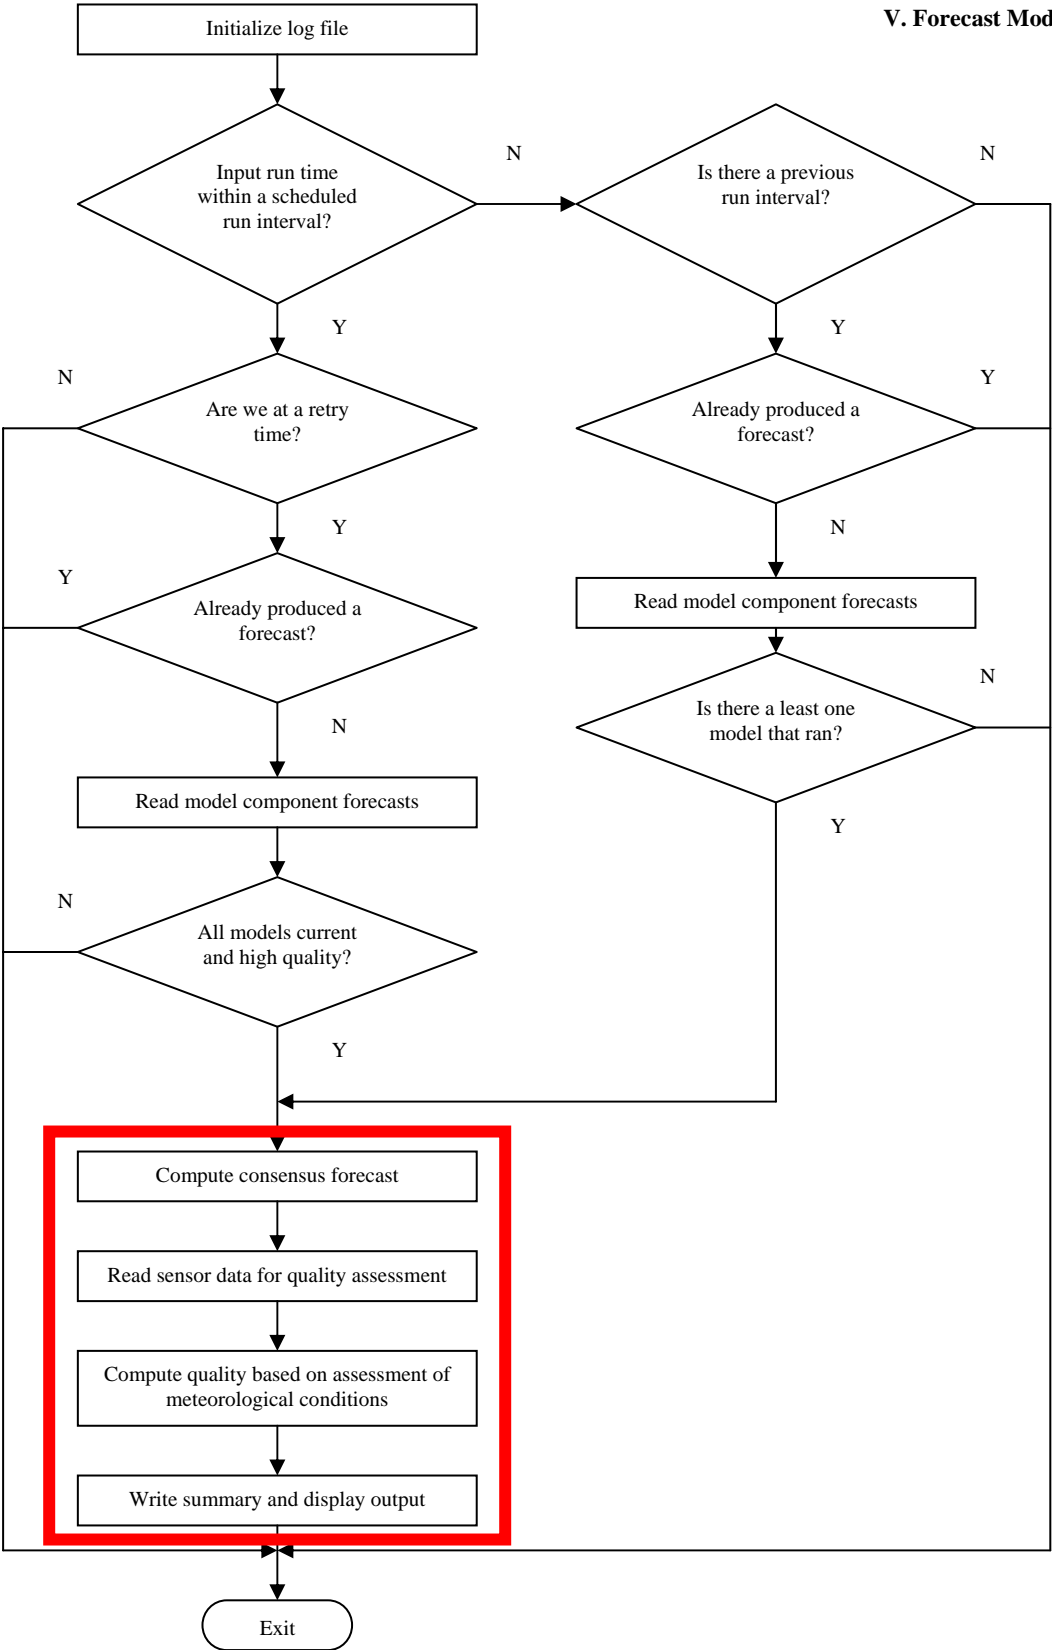 V. Forecast Mod
Initialize log file
Input run time
within a scheduled
run interval?
N
Is there a previous
run interval?
N
Y
Y
N
Are we at a retry
time?
Already produced a
forecast?
Y
Y
N
Y
Already produced a
forecast?
Read model component forecasts
N
Is there a least one
model that ran?
N
Read model component forecasts
Y
N
All models current
and high quality?
Y
Compute consensus forecast
Read sensor data for quality assessment
Compute quality based on assessment of
meteorological conditions
Write summary and display output
Exit